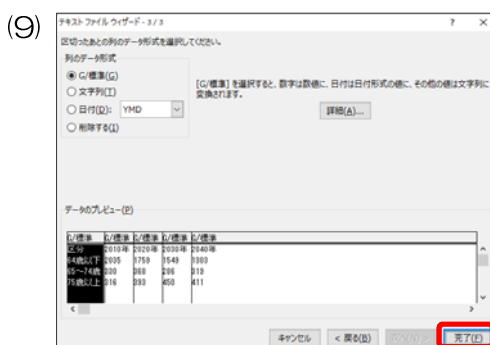 (9)
テキスト ファイル ウィザード - 3 / 3
? ×
区切ったあとの列のデータ形式を選択してください。
列のデータ形式
G/標準(G)
文字列(T)
日付(D): YMD
削除する(I)
[G/標準] を選択すると、数字は数値に、日付は日付形式の値に、その他の値は文字列に変換されます。
詳細(A)...
データのプレビュー(P)
G/標準 G/標準 G/標準 G/標準 G/標準
区分 2010年 2020年 2030年 2040年
64歳以下 2035 1759 1549 1303
65～74歳 330 368 286 319
75歳以上 316 393 450 411
キャンセル < 戻る(B) 次へ(N) > 完了(F)